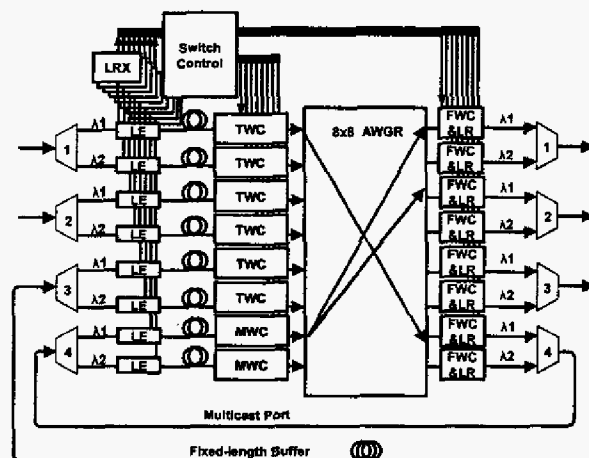 Switch
Control
LRX
8x8 AWGR
1
λ1
LE
TWC
FWC
&LR
λ1
1
λ2
LE
TWC
FWC
&LR
λ2
2
λ1
LE
TWC
FWC
&LR
λ1
2
λ2
LE
TWC
FWC
&LR
λ2
3
λ1
LE
TWC
FWC
&LR
λ1
3
λ2
LE
TWC
FWC
&LR
λ2
4
λ1
LE
MWC
FWC
&LR
λ1
4
λ2
LE
MWC
FWC
&LR
λ2
Multicast Port
Fixed-length Buffer